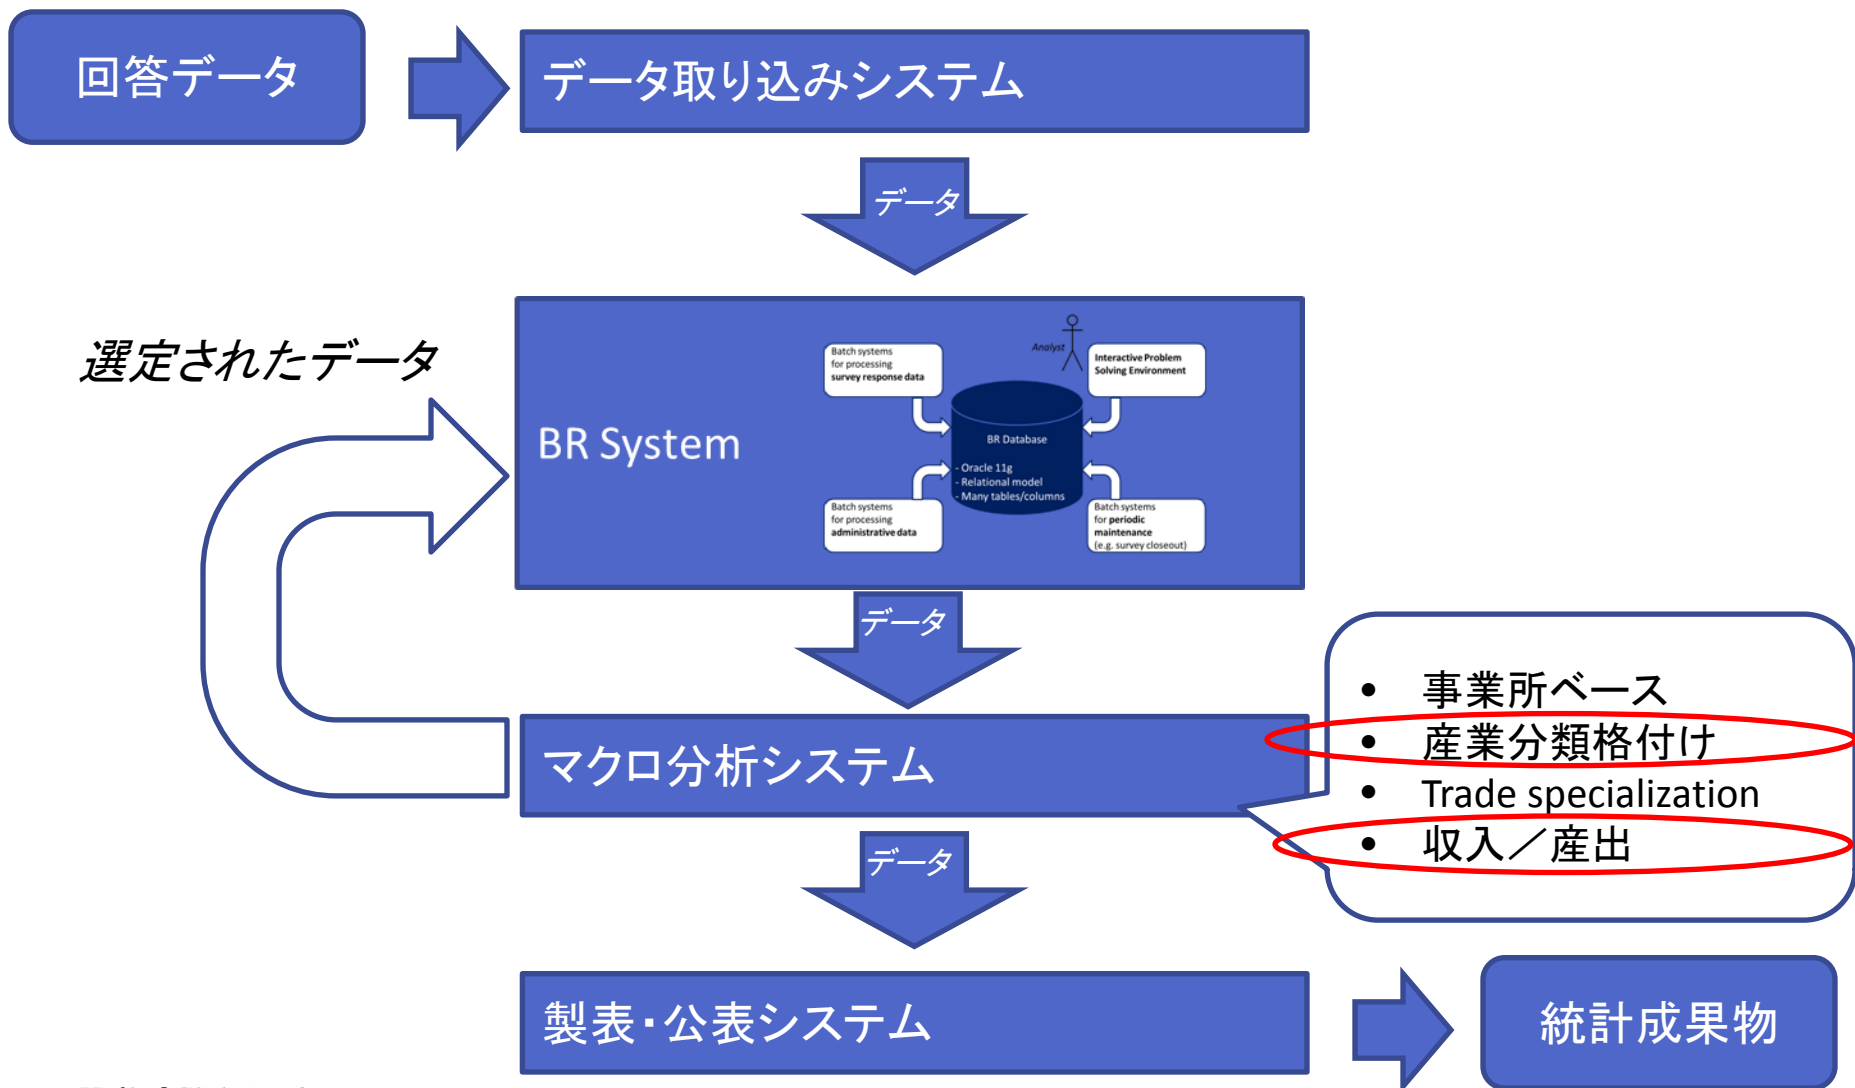 回答データ
データ取り込みシステム
データ
選定されたデータ
BR System
Analyst
Batch systems
for processing
survey response data
Interactive Problem
Solving Environment
BR Database
- Oracle 11g
- Relational model
- Many tables/columns
Batch systems
for processing
administrative data
Batch systems
for periodic
maintenance
(e.g. survey closeout)
データ
マクロ分析システム
• 事業所ベース
• 産業分類格付け
• Trade specialization
• 収入／産出
データ
製表・公表システム
統計成果物